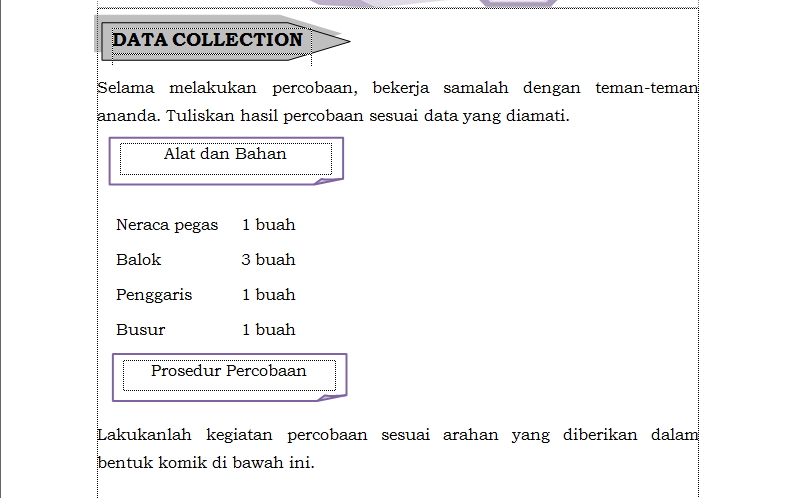 DATA COLLECTION
Selama melakukan percobaan, bekerja samalah dengan teman-teman
ananda. Tuliskan hasil percobaan sesuai data yang diamati.
Alat dan Bahan
Neraca pegas 1 buah
Balok 3 buah
Penggaris 1 buah
Busur 1 buah
Prosedur Percobaan
Lakukanlah kegiatan percobaan sesuai arahan yang diberikan dalam
bentuk komik di bawah ini.